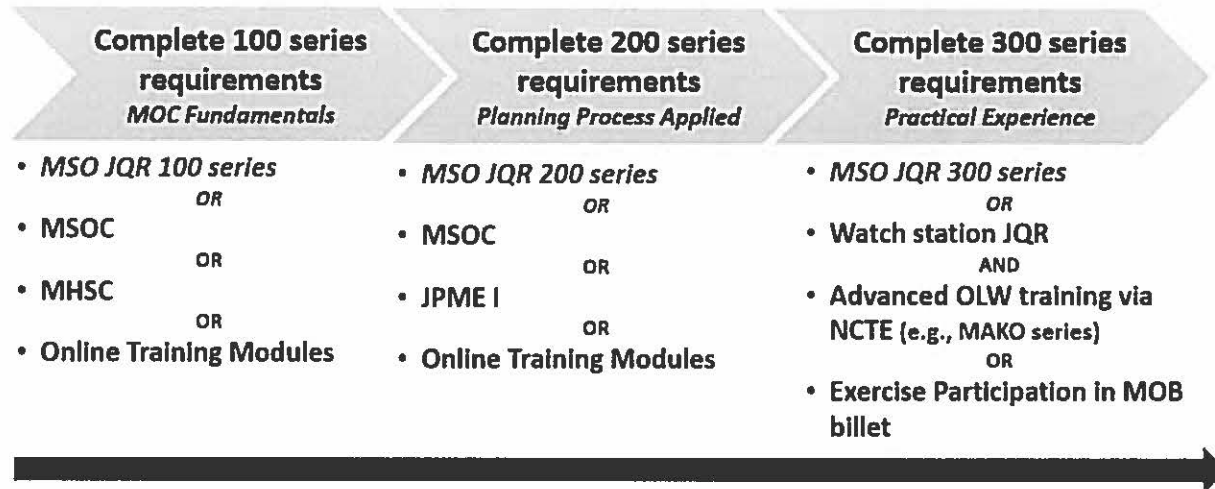 Complete 100 series
requirements
MOC Fundamentals
• MSO JQR 100 series
OR
• MSOC
OR
• MHSC
OR
• Online Training Modules
Complete 200 series
requirements
Planning Process Applied
• MSO JQR 200 series
OR
• MSOC
OR
• JPME I
OR
• Online Training Modules
Complete 300 series
requirements
Practical Experience
• MSO JQR 300 series
OR
• Watch station JQR
AND
• Advanced OLW training via
NCTE (e.g., MAKO series)
OR
• Exercise Participation in MOB
billet